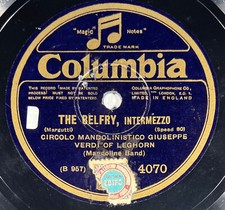 "Magic" Notes"
TRADE MARK
Columbia
THIS RECORD MADE BY PATENTED
PROCESSES MUST NOT BE SOLD
BELOW PRICE FIXED BY PATENTEES
COLUMBIA GRAPHOPHONE CO.,
LIMITED, LONDON, E.C.1.
MADE IN ENGLAND
THE BELFRY, INTERMEZZO
(Margutti) (Speed 80)
CIRCOLO MANDOLINISTICO GIUSEPPE
VERDI OF LEGHORN
(Mandoline Band)
(B 957) 4070